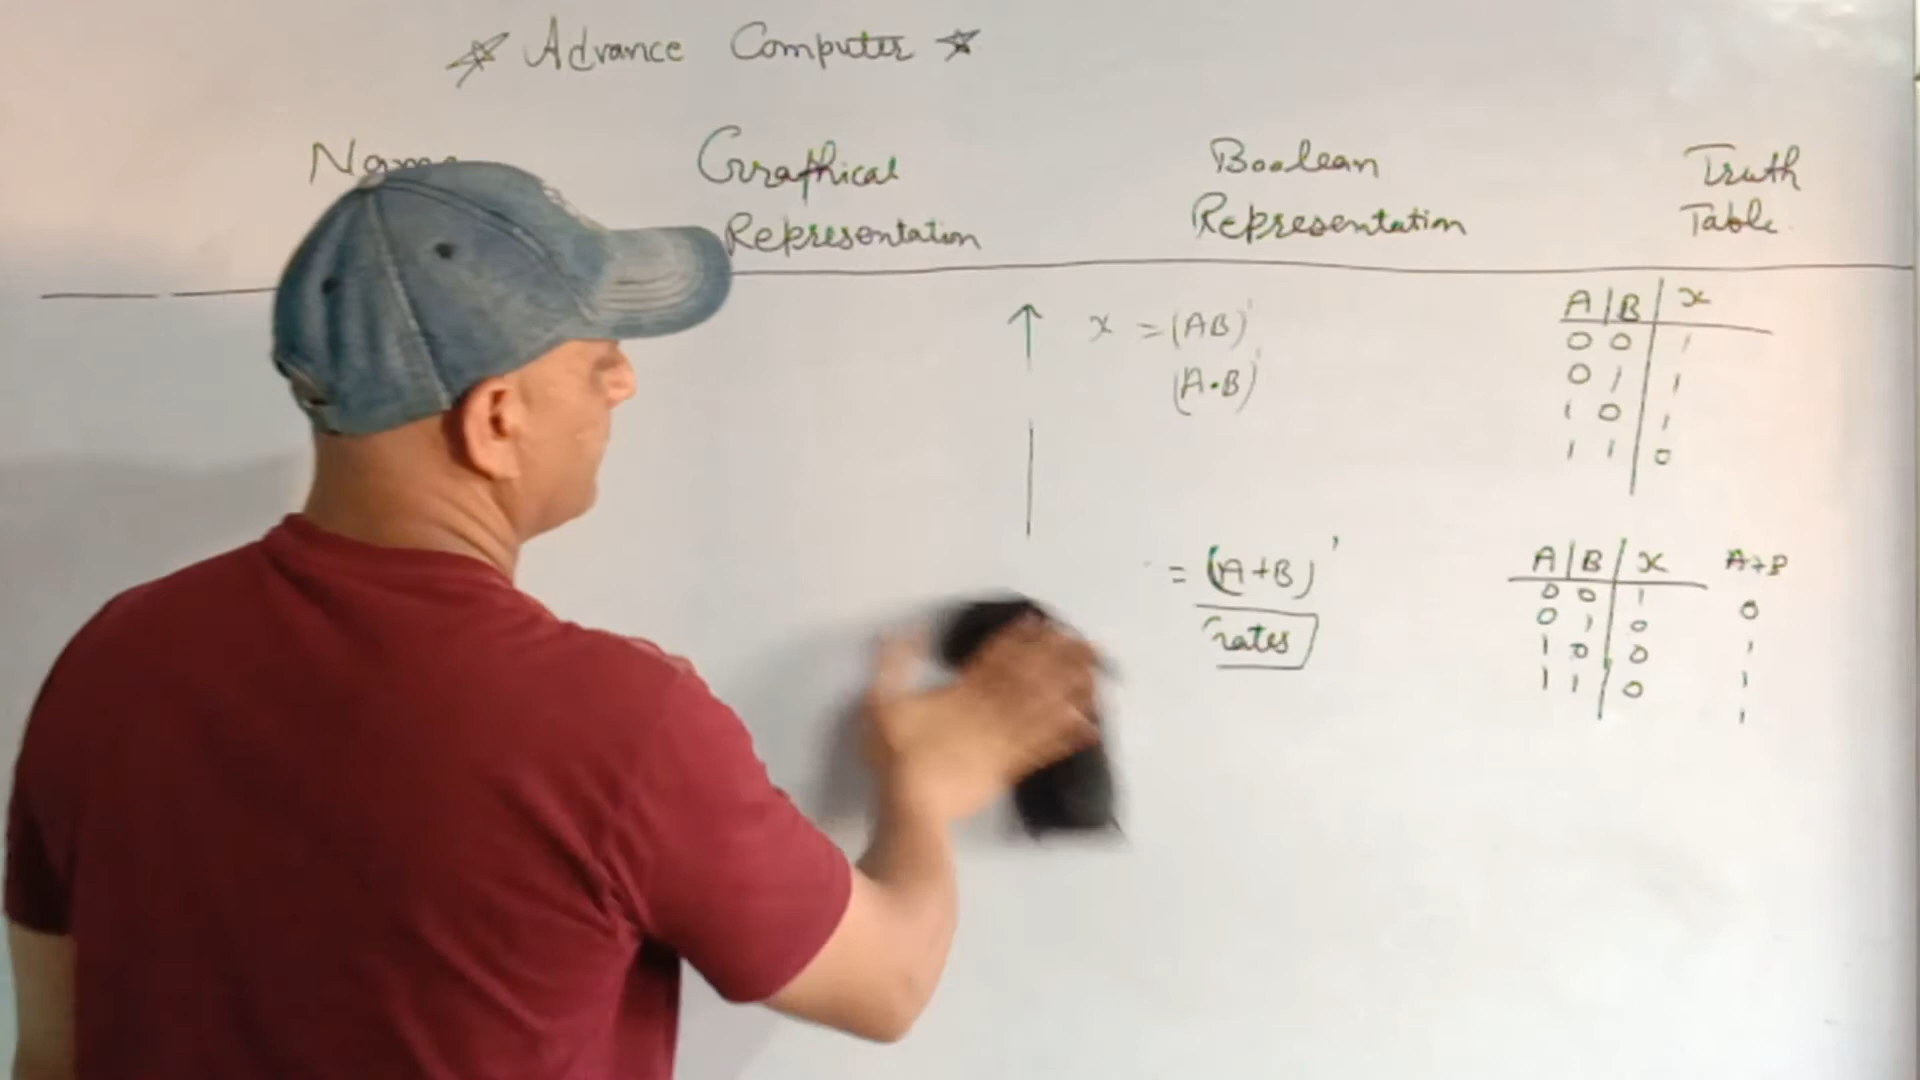 ☆ Advance Computer ☆
Name
Graphical
Representation
Boolean
Representation
Truth
Table
x = (AB)'
(A·B)'
A B x
0 0 1
0 1 1
1 0 1
1 1 0
= (A+B)'
A B x A+B
0 0 1 0
0 1 0 1
1 0 0 1
1 1 0 1